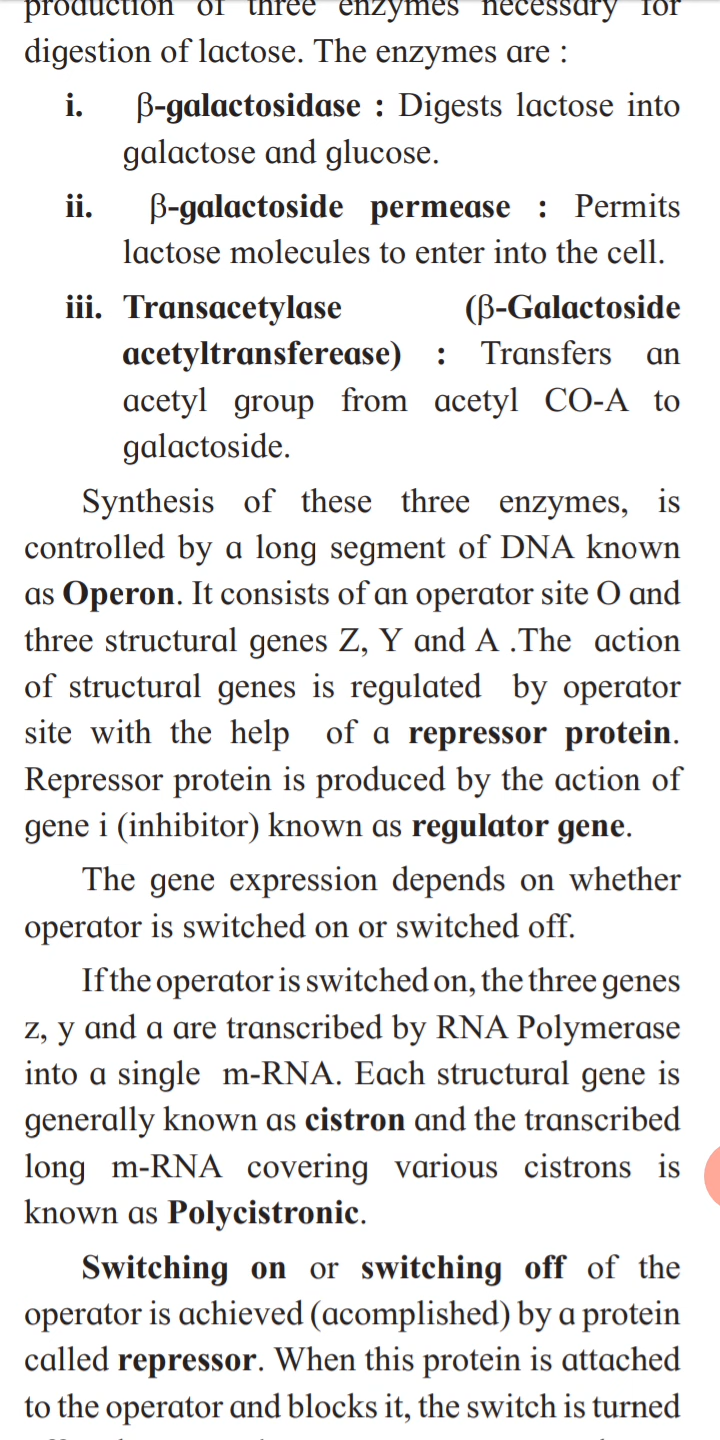 production of three enzymes necessary for
digestion of lactose. The enzymes are :
i. β-galactosidase : Digests lactose into
galactose and glucose.
ii. β-galactoside permease : Permits
lactose molecules to enter into the cell.
iii. Transacetylase (β-Galactoside
acetyltransferease) : Transfers an
acetyl group from acetyl CO-A to
galactoside.
Synthesis of these three enzymes, is
controlled by a long segment of DNA known
as Operon. It consists of an operator site O and
three structural genes Z, Y and A .The action
of structural genes is regulated by operator
site with the help of a repressor protein.
Repressor protein is produced by the action of
gene i (inhibitor) known as regulator gene.
The gene expression depends on whether
operator is switched on or switched off.
If the operator is switched on, the three genes
z, y and a are transcribed by RNA Polymerase
into a single m-RNA. Each structural gene is
generally known as cistron and the transcribed
long m-RNA covering various cistrons is
known as Polycistronic.
Switching on or switching off of the
operator is achieved (acomplished) by a protein
called repressor. When this protein is attached
to the operator and blocks it, the switch is turned